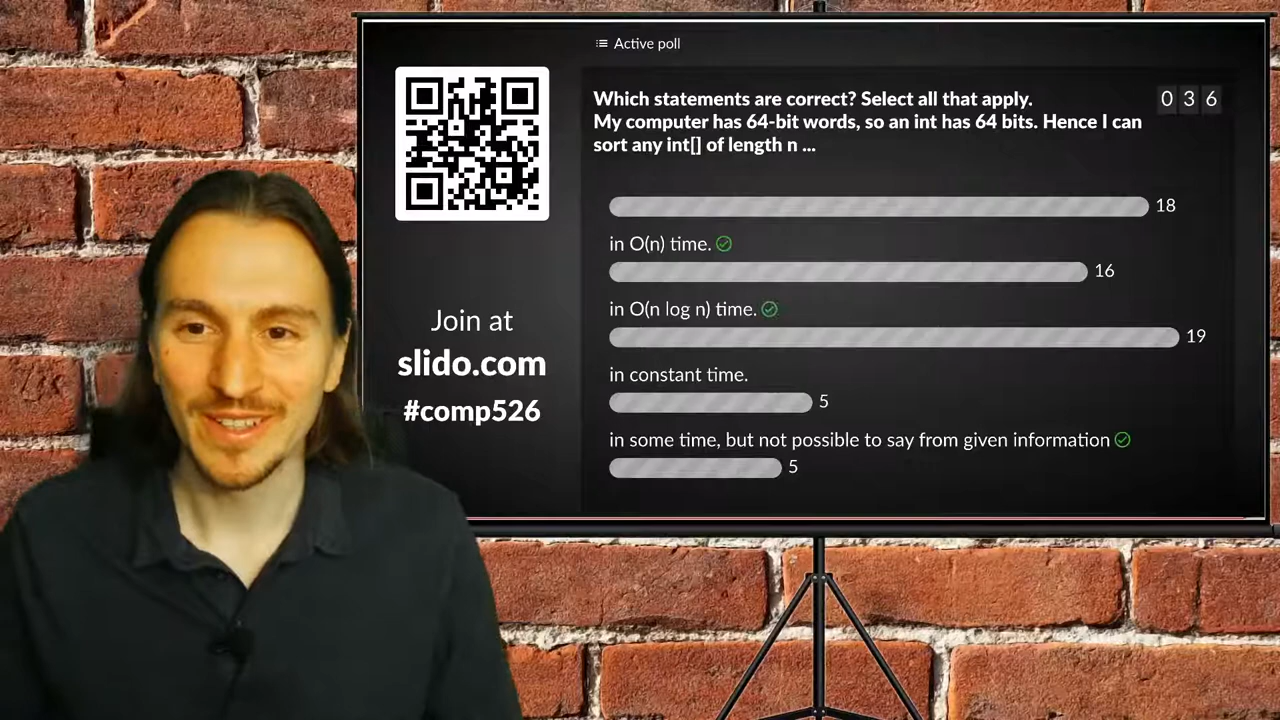 Active poll
Which statements are correct? Select all that apply.
My computer has 64-bit words, so an int has 64 bits. Hence I can
sort any int[] of length n ...
0 3 6
18
in O(n) time.
16
in O(n log n) time.
19
in constant time.
5
in some time, but not possible to say from given information
5
Join at
slido.com
#comp526